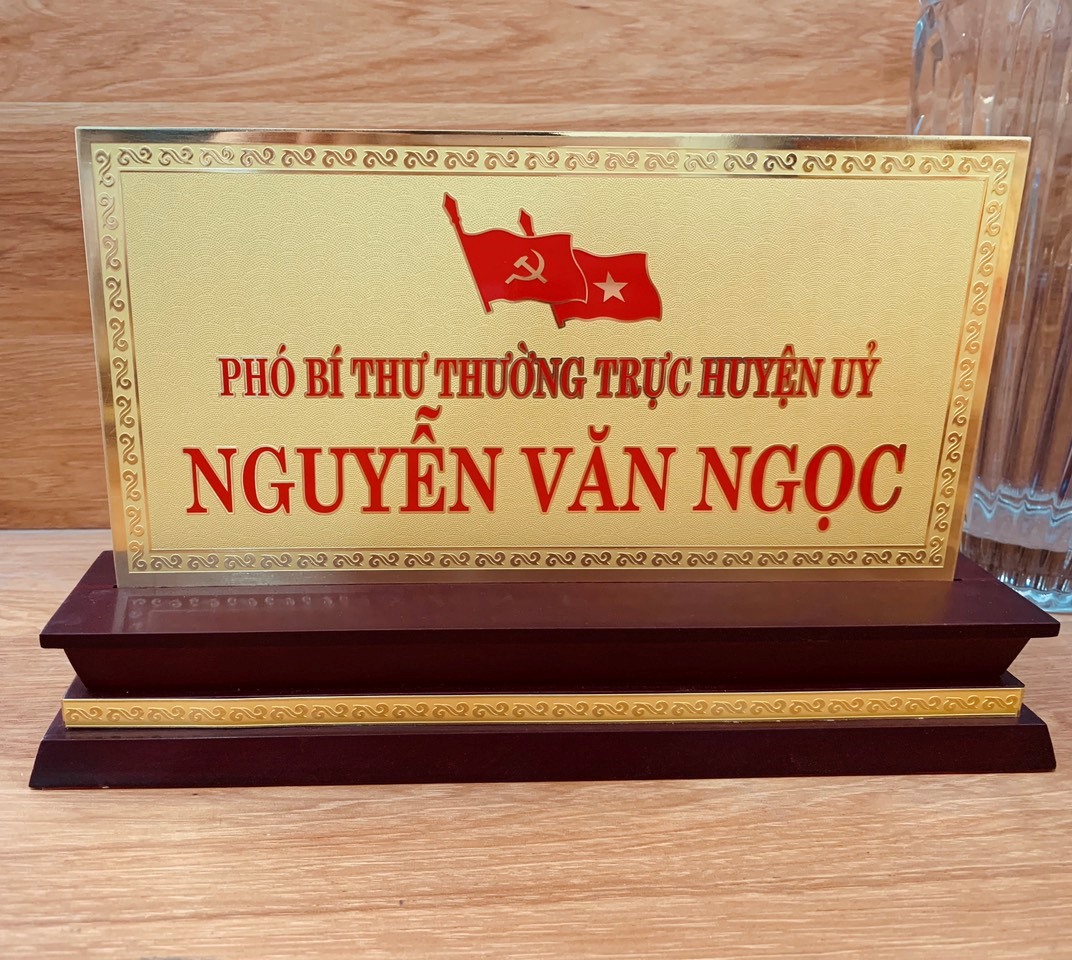 PHÓ BÍ THƯ THƯỜNG TRỰC HUYỆN UỶ
NGUYỄN VĂN NGỌC